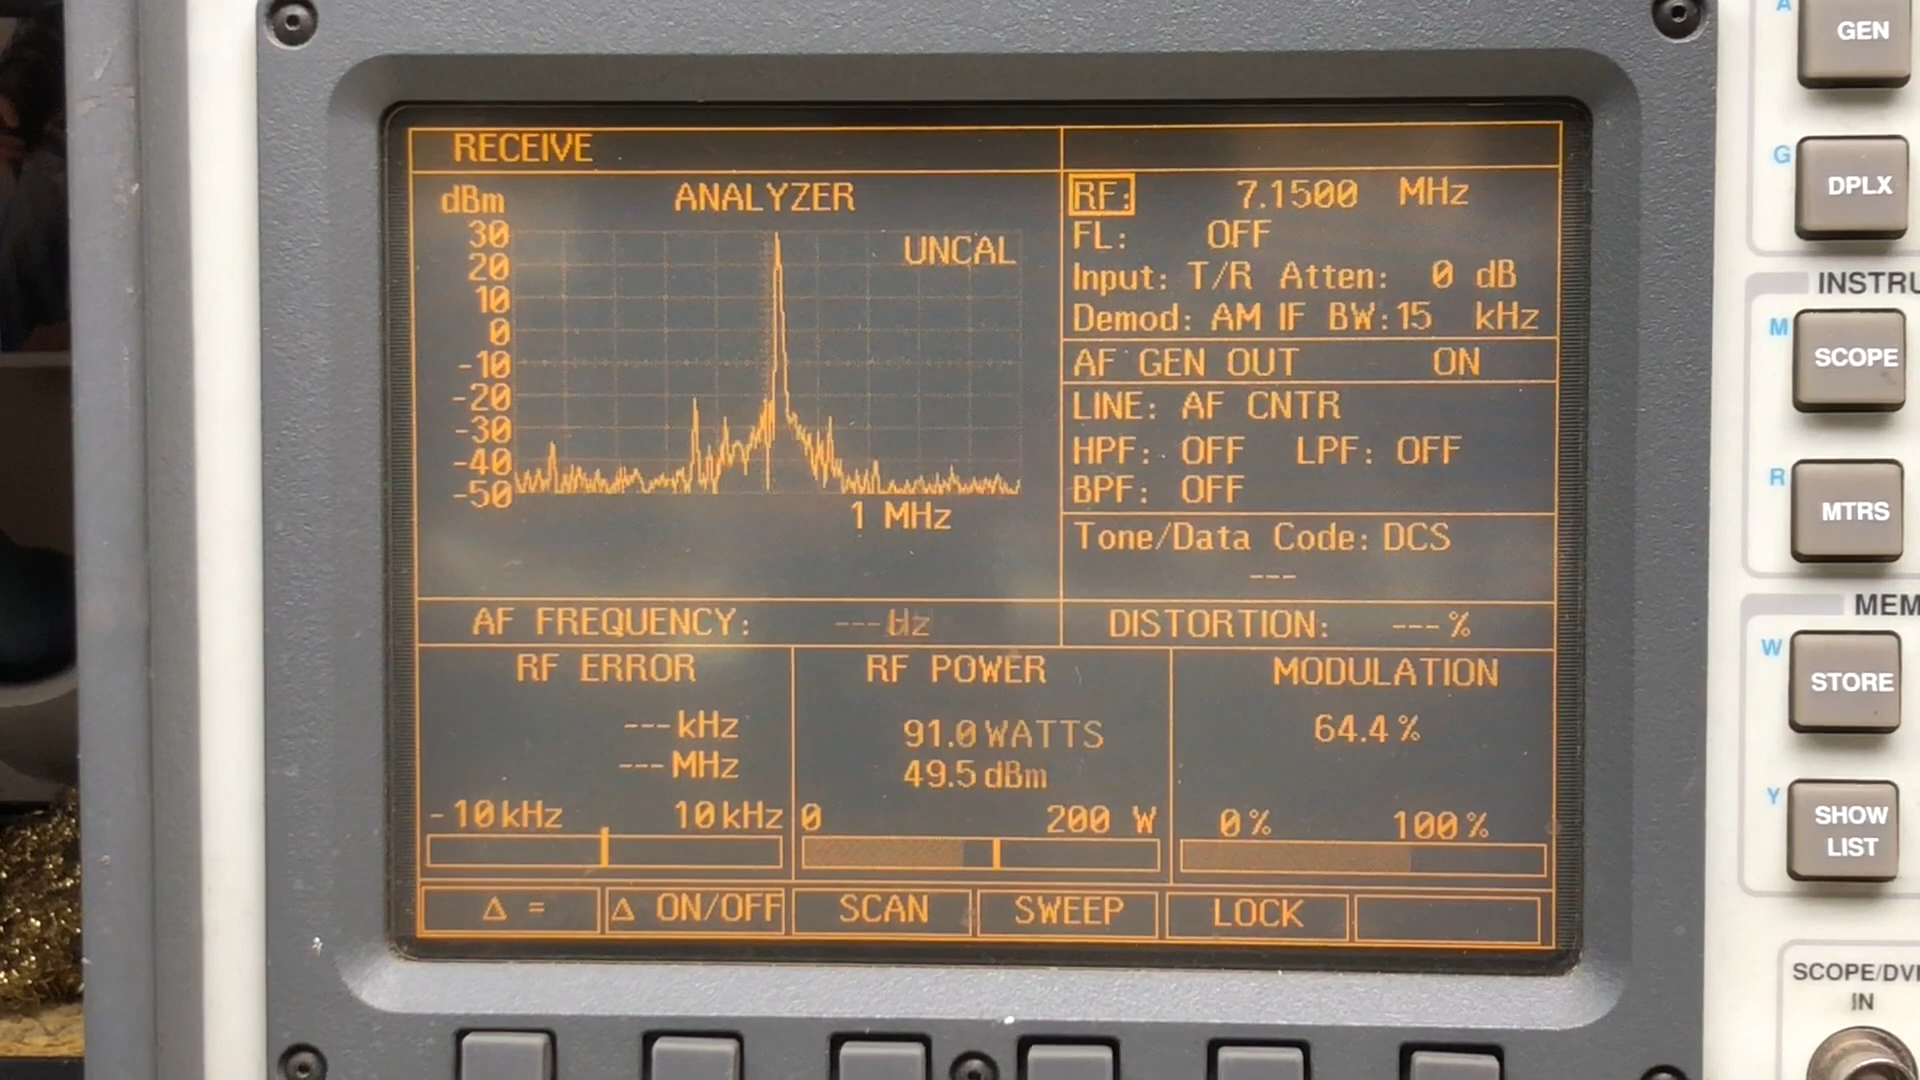 RECEIVE
dBm
ANALYZER
30
20
10
0
-10
-20
-30
-40
-50
UNCAL
1 MHz
RF: 7.1500 MHz
FL: OFF
Input: T/R Atten: 0 dB
Demod: AM IF BW:15 kHz
AF GEN OUT ON
LINE: AF CNTR
HPF: OFF LPF: OFF
BPF: OFF
Tone/Data Code: DCS
---
AF FREQUENCY: --- Hz
DISTORTION: ---%
RF ERROR
---kHz
---MHz
-10kHz 10kHz
RF POWER
91.0 WATTS
49.5 dBm
0 200 W
MODULATION
64.4%
0% 100%
Δ =
Δ ON/OFF
SCAN
SWEEP
LOCK
A
GEN
G
DPLX
INSTRU
M
SCOPE
R
MTRS
MEM
W
STORE
Y
SHOW
LIST
SCOPE/DV
IN